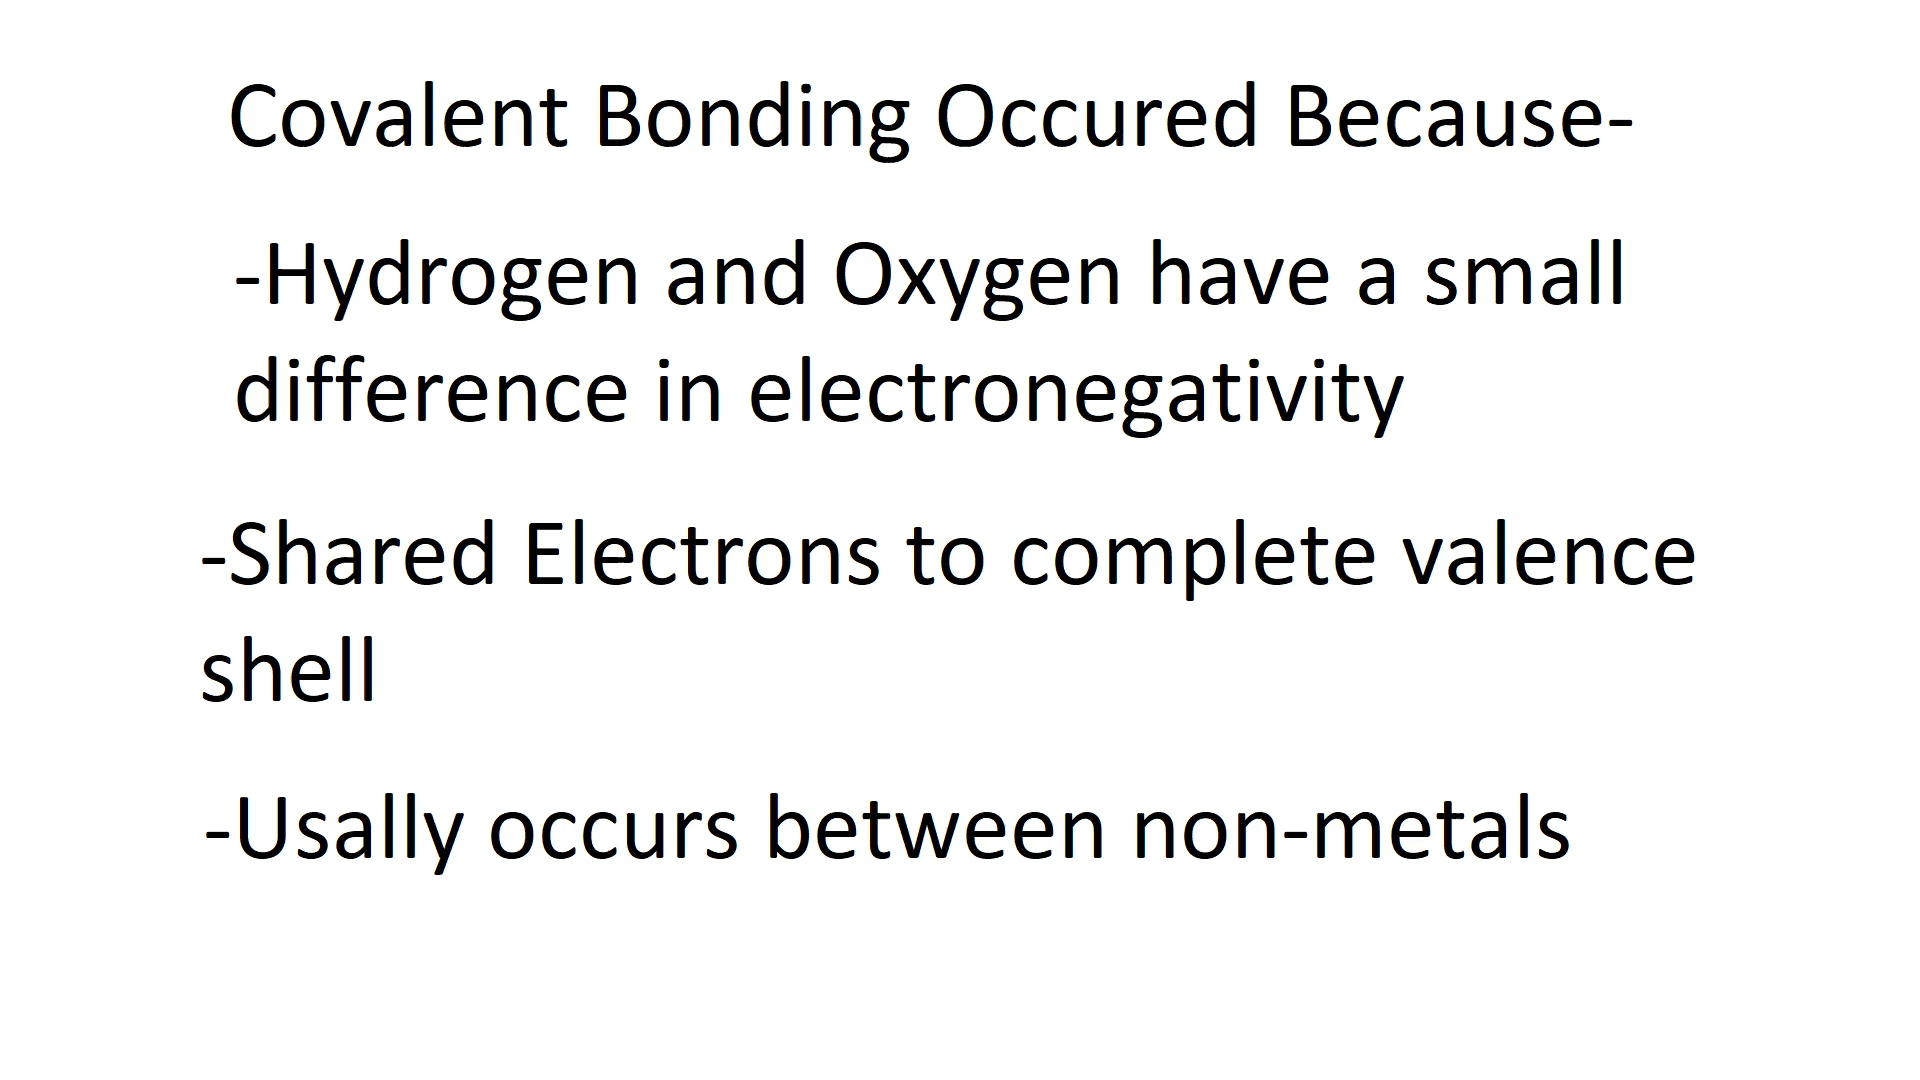 Covalent Bonding Occured Because-
-Hydrogen and Oxygen have a small
difference in electronegativity
-Shared Electrons to complete valence
shell
-Usally occurs between non-metals